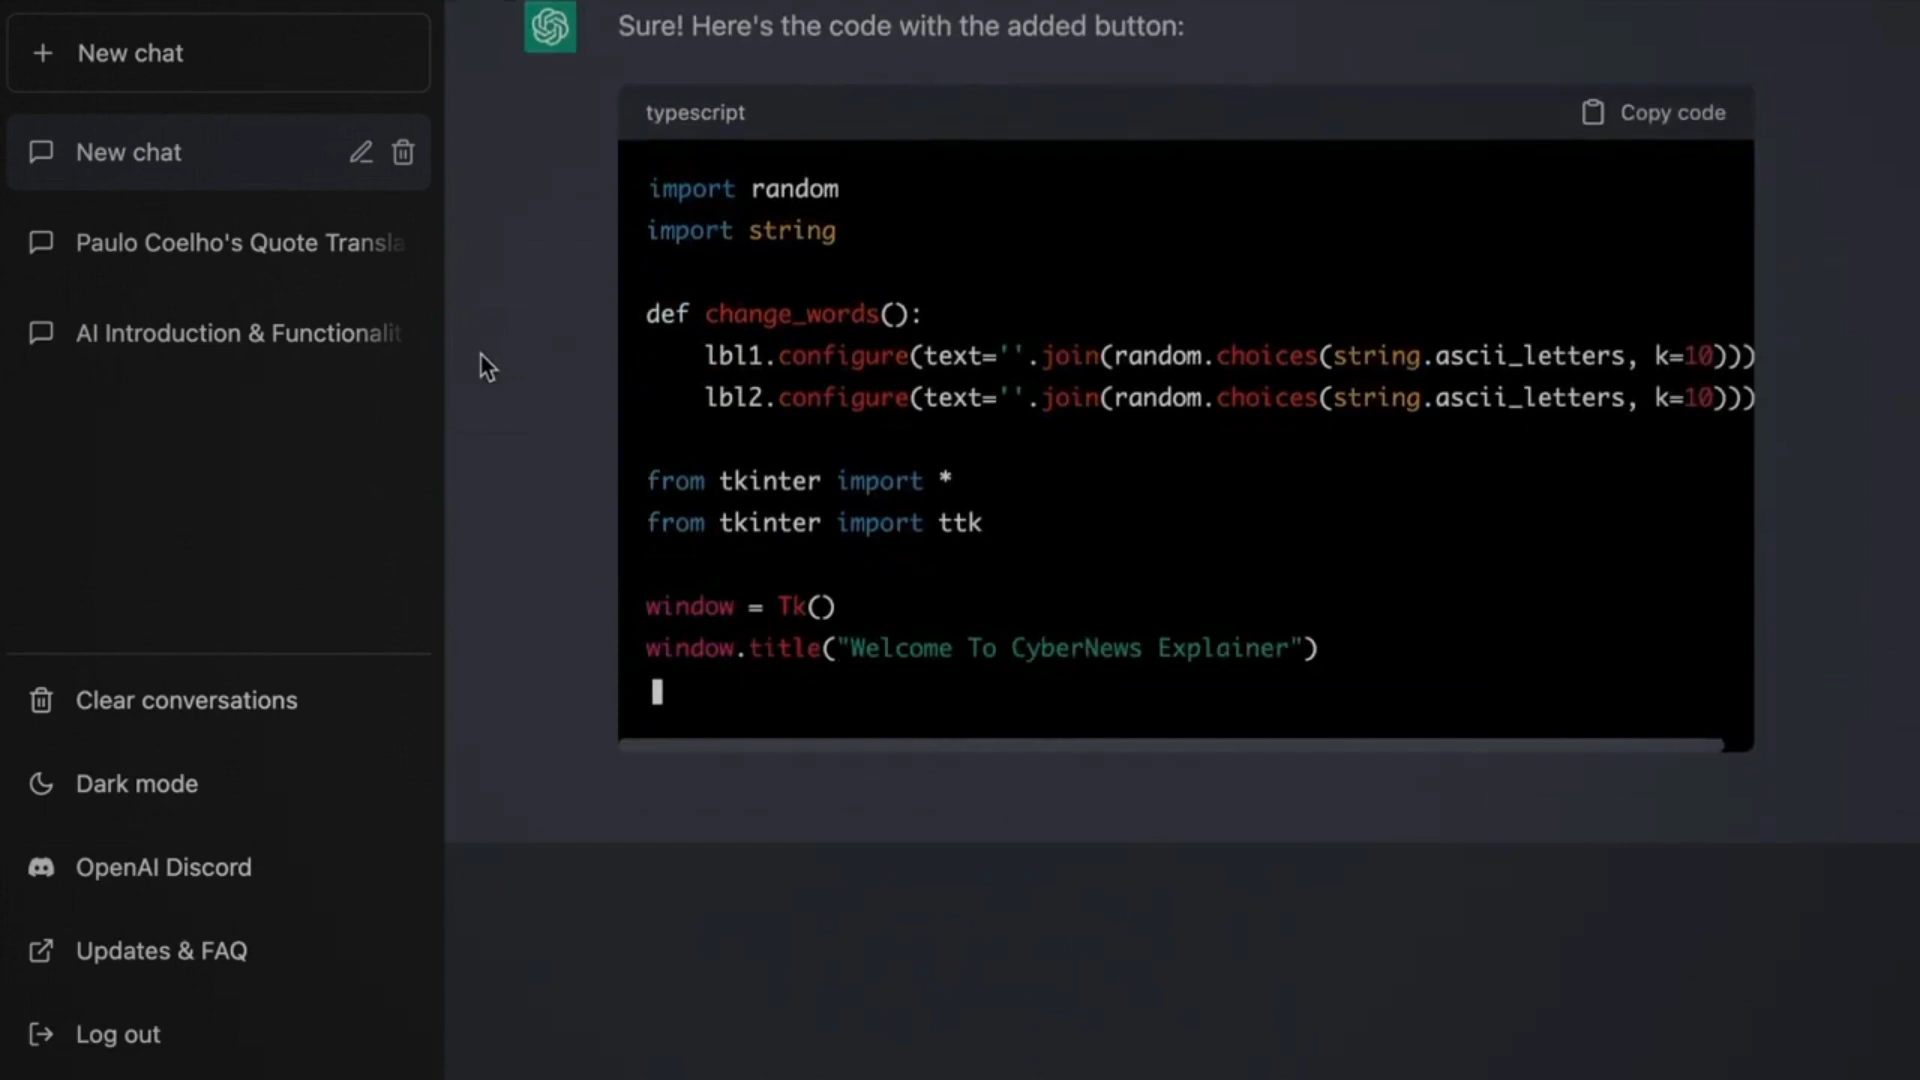 New chat
New chat
Paulo Coelho's Quote Transla
AI Introduction & Functionalit
Clear conversations
Dark mode
OpenAI Discord
Updates & FAQ
Log out
Sure! Here's the code with the added button:
typescript
Copy code
import random
import string
def change_words():
    lbl1.configure(text=''.join(random.choices(string.ascii_letters, k=10)))
    lbl2.configure(text=''.join(random.choices(string.ascii_letters, k=10)))
from tkinter import *
from tkinter import ttk
window = Tk()
window.title("Welcome To CyberNews Explainer")